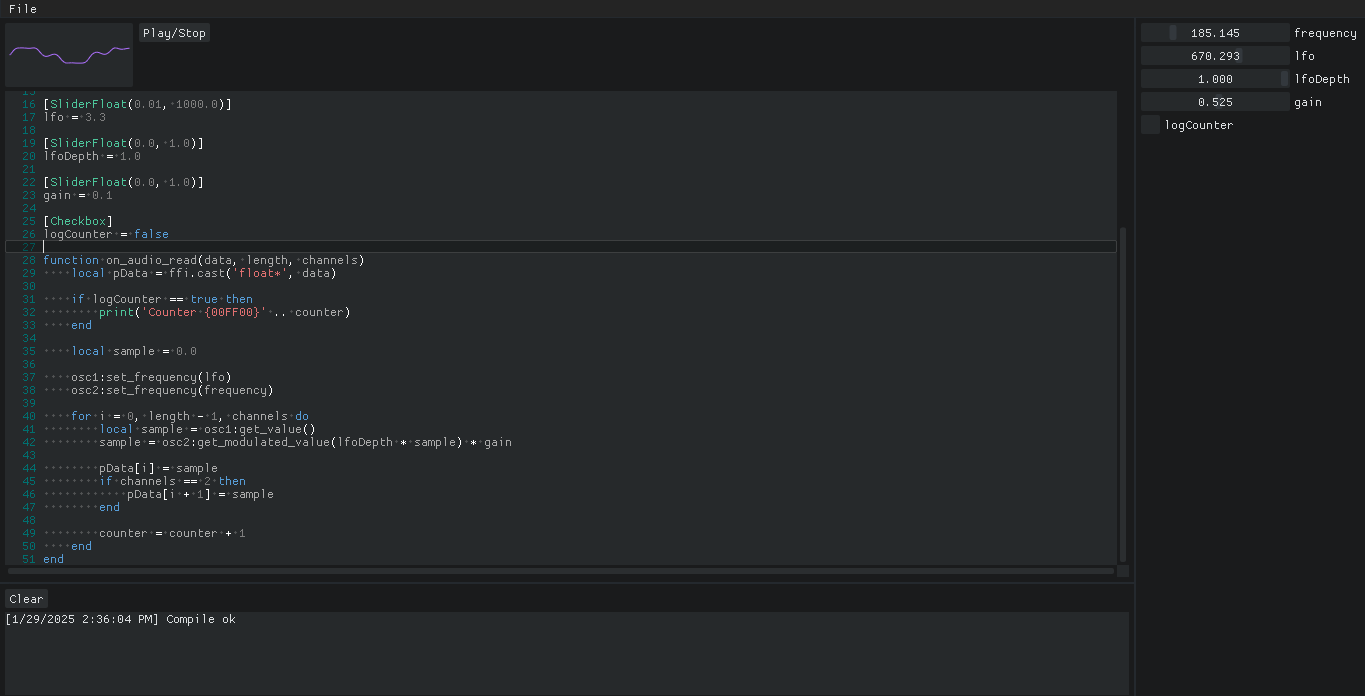 File
Play/Stop
16 [SliderFloat(0.01, 1000.0)]
17 lfo = 3.3
18
19 [SliderFloat(0.0, 1.0)]
20 lfoDepth = 1.0
21
22 [SliderFloat(0.0, 1.0)]
23 gain = 0.1
24
25 [Checkbox]
26 logCounter = false
27
28 function on_audio_read(data, length, channels)
29     local pData = ffi.cast('float*', data)
30
31     if logCounter == true then
32         print('Counter {00FF00}' .. counter)
33     end
34
35     local sample = 0.0
36
37     osc1:set_frequency(lfo)
38     osc2:set_frequency(frequency)
39
40     for i = 0, length - 1, channels do
41         local sample = osc1:get_value()
42         sample = osc2:get_modulated_value(lfoDepth * sample) * gain
43
44         pData[i] = sample
45         if channels == 2 then
46             pData[i + 1] = sample
47         end
48
49         counter = counter + 1
50     end
51 end
Clear
[1/29/2025 2:36:04 PM] Compile ok
185.145 frequency
670.293 lfo
1.000 lfoDepth
0.525 gain
logCounter